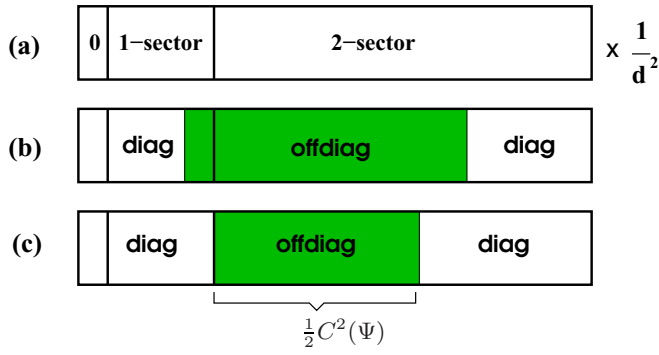 (a) 0 1−sector 2−sector x 1/d²
(b) diag offdiag diag
(c) diag offdiag diag
½C²(Ψ)